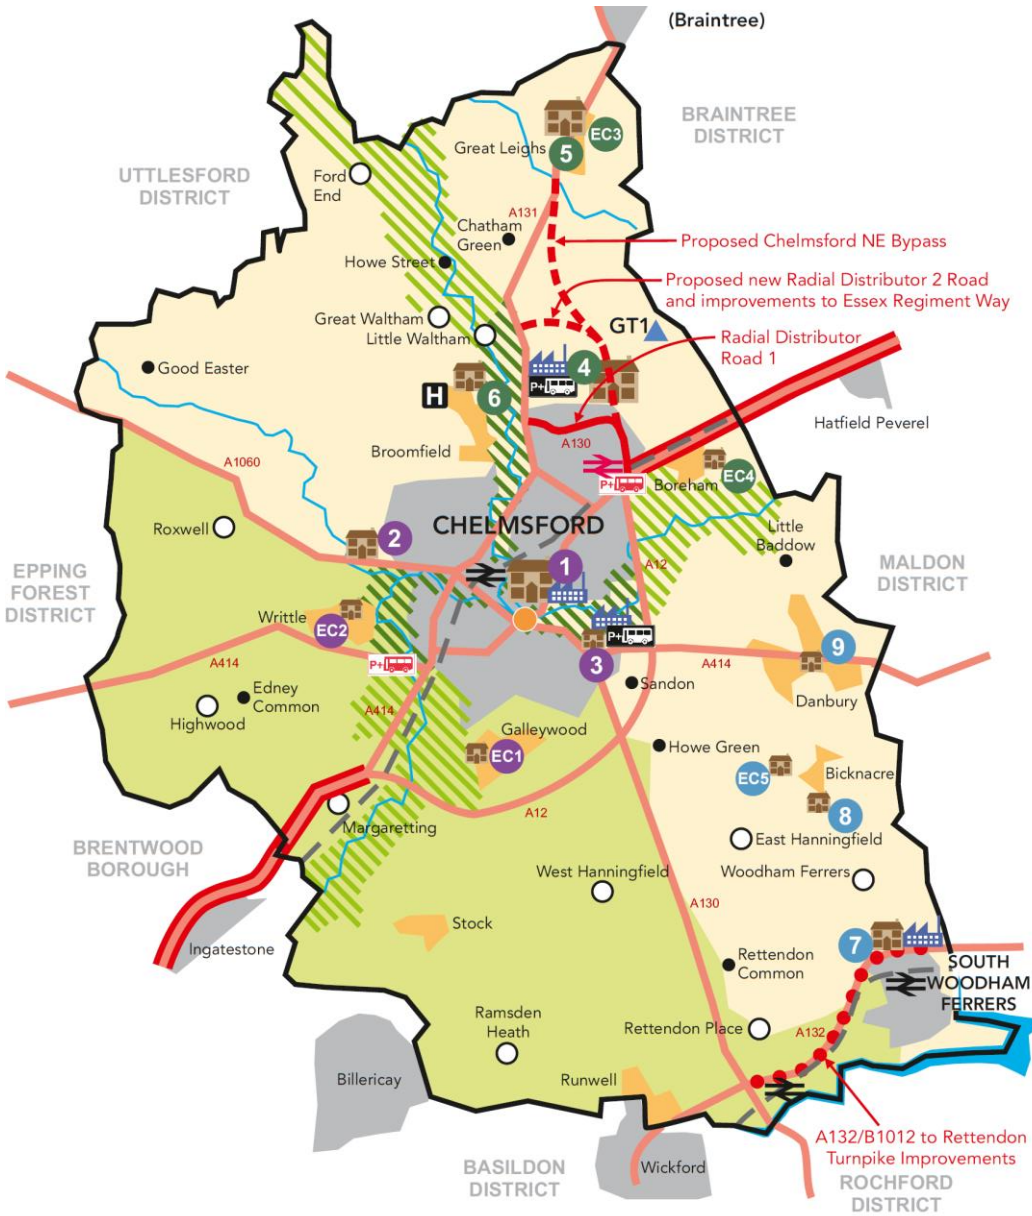 (Braintree)
BRAINTREE
DISTRICT
EC3
Great Leighs
5
UTTLESFORD
DISTRICT
Ford
End
A131
Chatham
Green
Proposed Chelmsford NE Bypass
Howe Street
Proposed new Radial Distributor 2 Road
and improvements to Essex Regiment Way
Great Waltham
Little Waltham
GT1
Radial Distributor
Road 1
Good Easter
4
P+
H
6
Hatfield Peverel
A130
Broomfield
A1060
P+
Boreham
EC4
Roxwell
CHELMSFORD
2
Little
Baddow
EPPING
FOREST
DISTRICT
1
A12
MALDON
DISTRICT
Writtle
EC2
P+
3
9
A414
P+
A414
Sandon
Danbury
Edney
Common
Highwood
A414
Galleywood
EC1
Howe Green
EC5
Bicknacre
8
A12
Margaretting
East Hanningfield
BRENTWOOD
BOROUGH
West Hanningfield
Woodham Ferrers
A130
Stock
7
Ingatestone
Rettendon
Common
SOUTH
WOODHAM
FERRERS
Ramsden
Heath
Rettendon Place
A132
Billericay
Runwell
A132/B1012 to Rettendon
Turnpike Improvements
BASILDON
DISTRICT
Wickford
ROCHFORD
DISTRICT